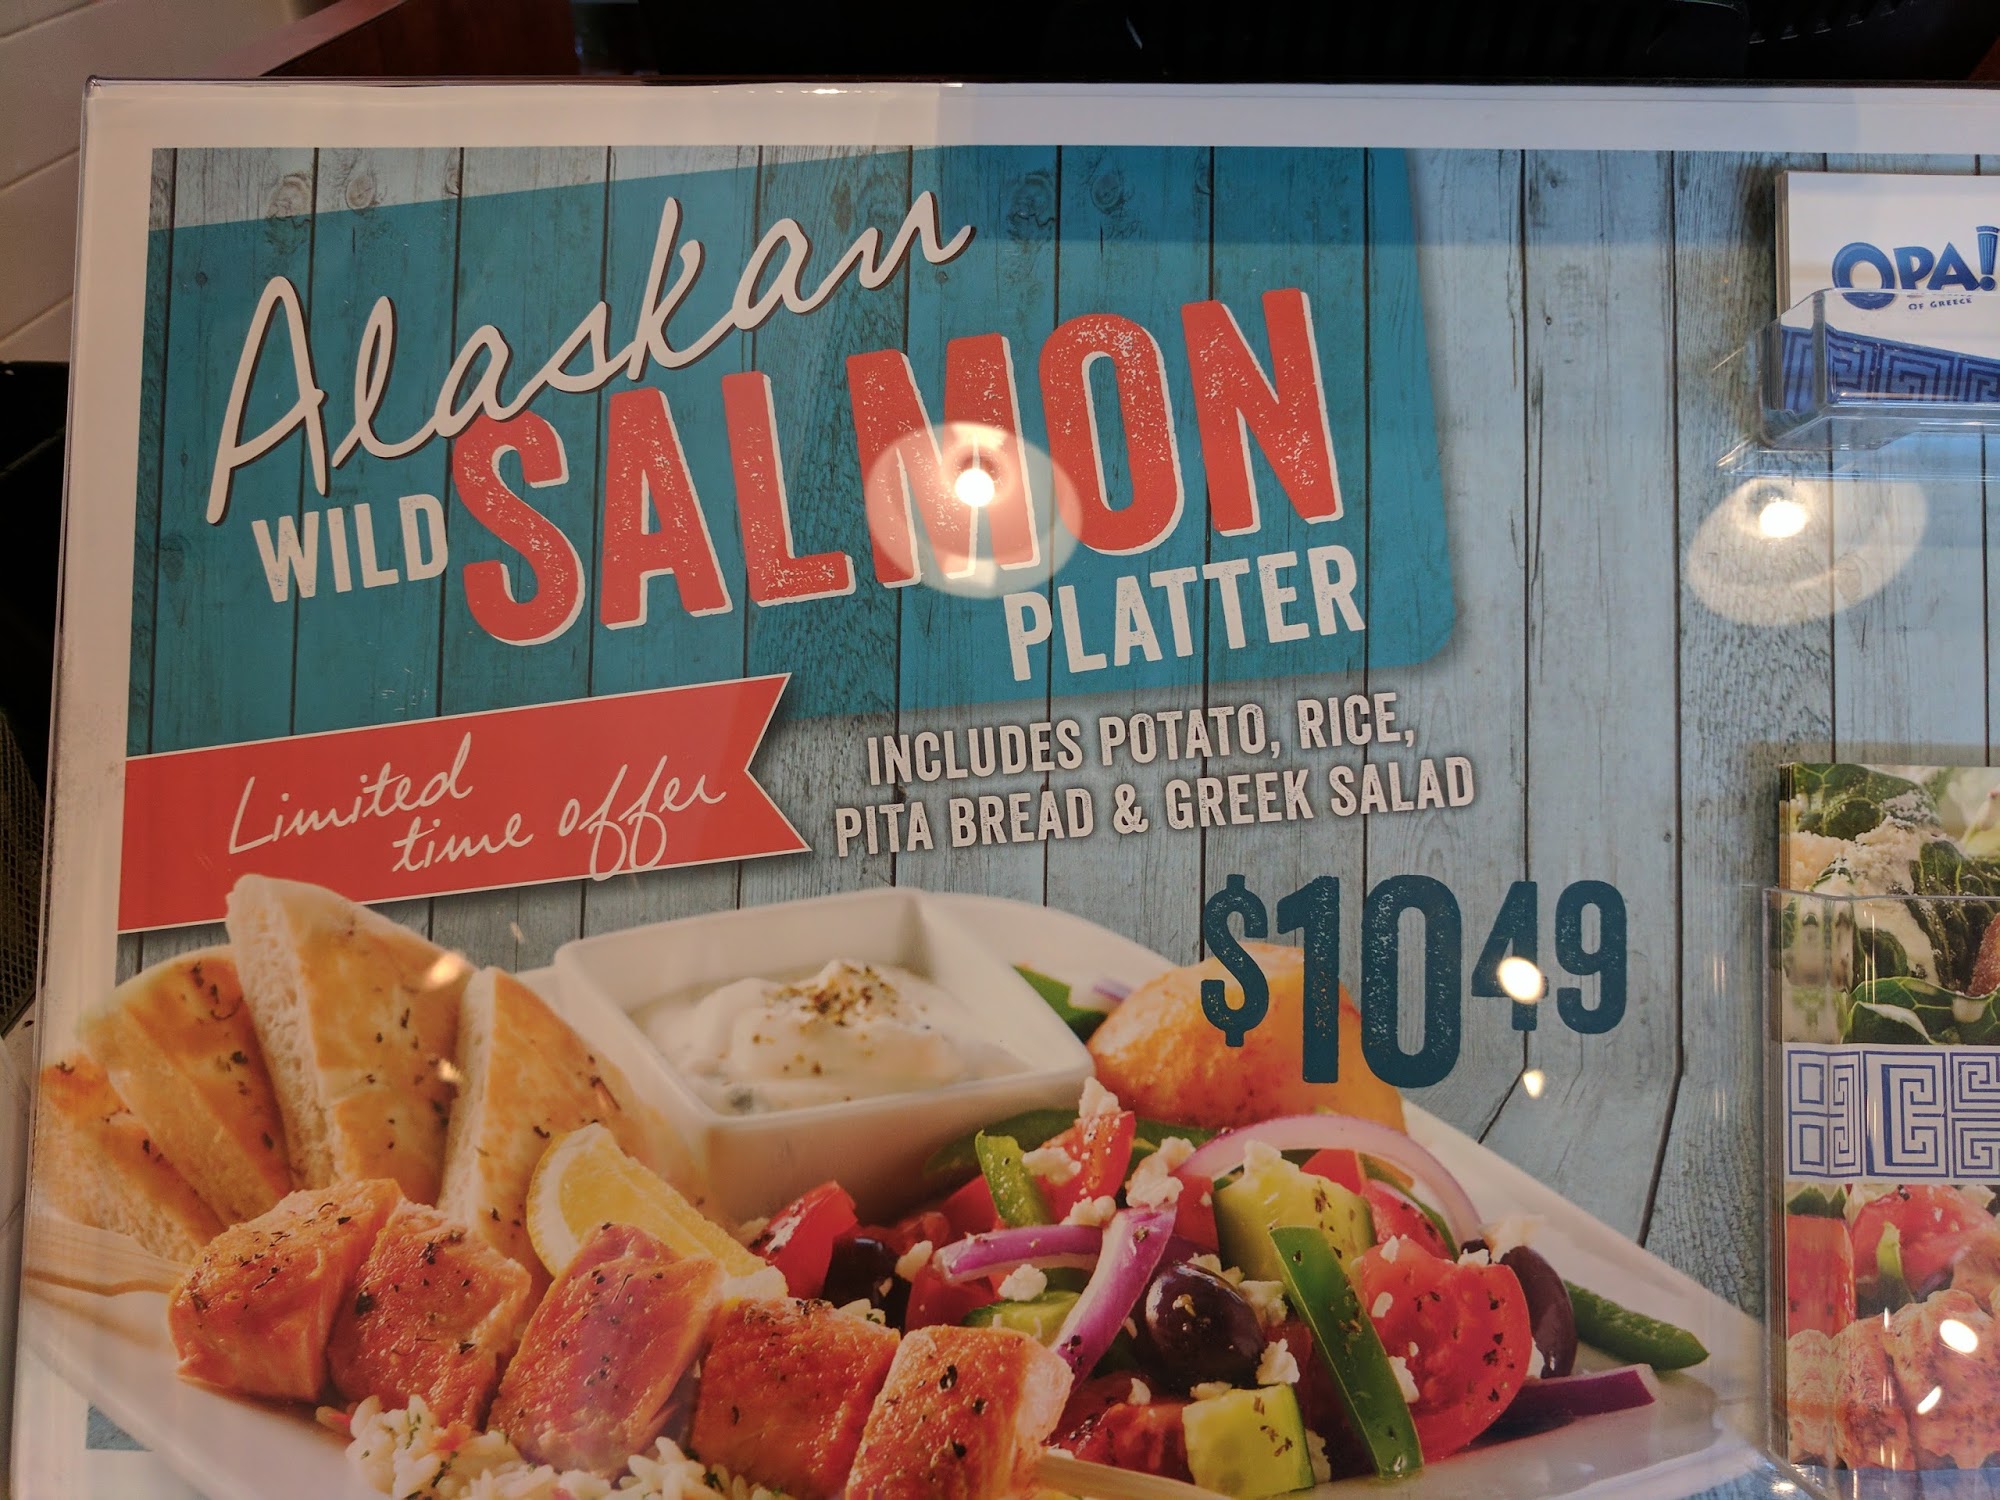 Alaskan
WILD SALMON
PLATTER
Limited
time offer
INCLUDES POTATO, RICE,
PITA BREAD & GREEK SALAD
$10 49
OPA!
OF GREECE